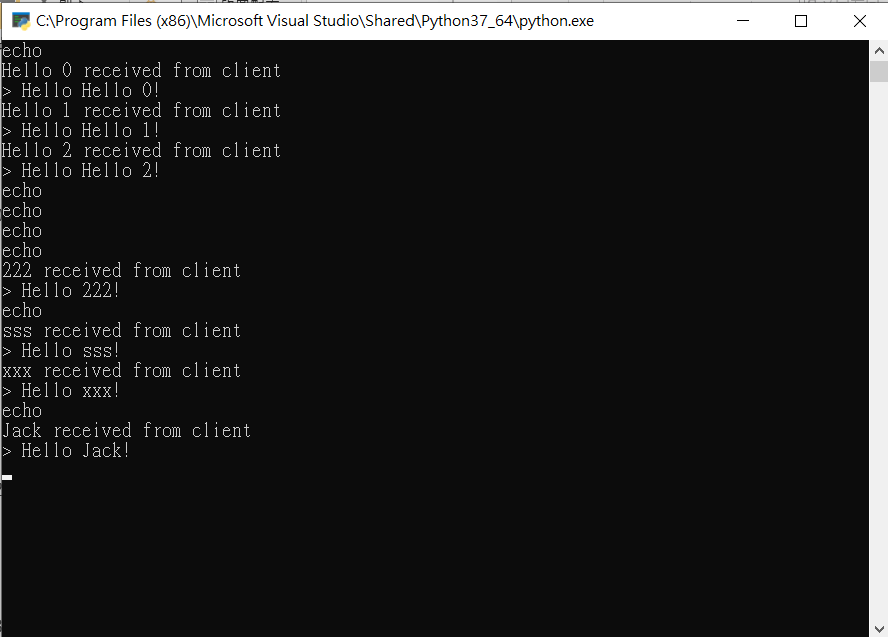 C:\Program Files (x86)\Microsoft Visual Studio\Shared\Python37_64\python.exe
echo
Hello 0 received from client
> Hello Hello 0!
Hello 1 received from client
> Hello Hello 1!
Hello 2 received from client
> Hello Hello 2!
echo
echo
echo
echo
222 received from client
> Hello 222!
echo
sss received from client
> Hello sss!
xxx received from client
> Hello xxx!
echo
Jack received from client
> Hello Jack!